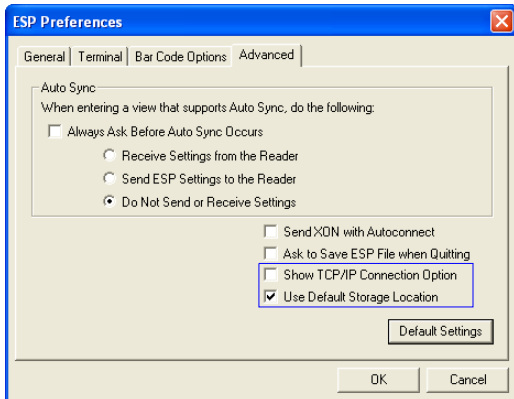 ESP Preferences
General Terminal Bar Code Options Advanced
Auto Sync
When entering a view that supports Auto Sync, do the following:
Always Ask Before Auto Sync Occurs
Receive Settings from the Reader
Send ESP Settings to the Reader
Do Not Send or Receive Settings
Send XON with Autoconnect
Ask to Save ESP File when Quitting
Show TCP/IP Connection Option
Use Default Storage Location
Default Settings
OK Cancel